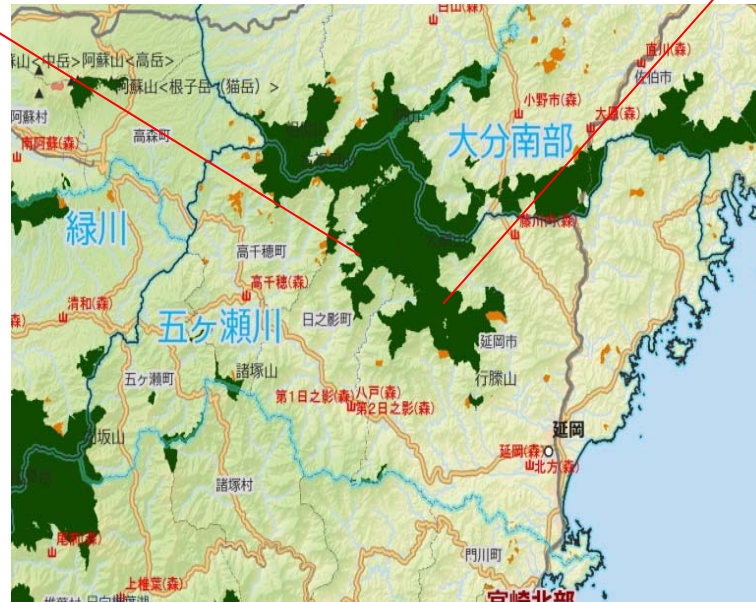 白山(森)
直川(森)
蘇山<中岳>
阿蘇山<高岳>
阿蘇山<根子岳(猫岳)>
佐伯市
小野市(森)
阿蘇村
大原(森)
高森町
南阿蘇(森)
大分南部
緑川
藤川内(森)
高千穂町
高千穂(森)
清和(森)
森)
五ヶ瀬川
日之影町
延岡市
諸塚山
五ヶ瀬町
行縢山
第1日之影(森)
八戸(森)
第2日之影(森)
延岡
延岡(森)
北方(森)
諸塚村
門川町
上椎葉(森)
宮崎北部